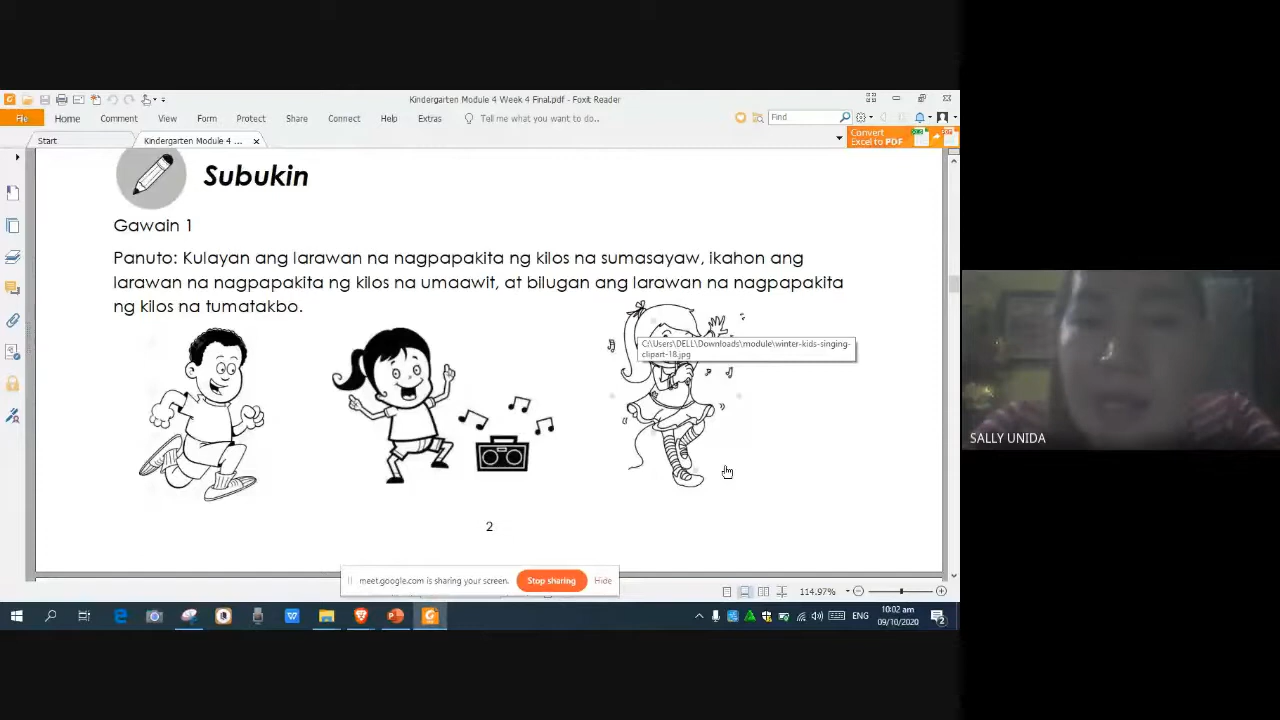 Kindergarten Module 4 Week 4 Final.pdf - Foxit Reader
File Home Comment View Form Protect Share Connect Help Extras Tell me what you want to do.. Find
Start Kindergarten Module 4 ... Convert
Excel to PDF
Subukin
Gawain 1
Panuto: Kulayan ang larawan na nagpapakita ng kilos na sumasayaw, ikahon ang
larawan na nagpapakita ng kilos na umaawit, at bilugan ang larawan na nagpapakita
ng kilos na tumatakbo.
C:\Users\DELL\Downloads\module\winter-kids-singing-
clipart-18.jpg
SALLY UNIDA
2
meet.google.com is sharing your screen. Stop sharing Hide
114.97%
ENG 10:02 am
09/10/2020
2